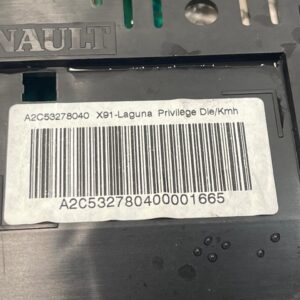 NAULT
A2C53278040 X91-Laguna Privilege Die/Kmh
A2C532780400001665